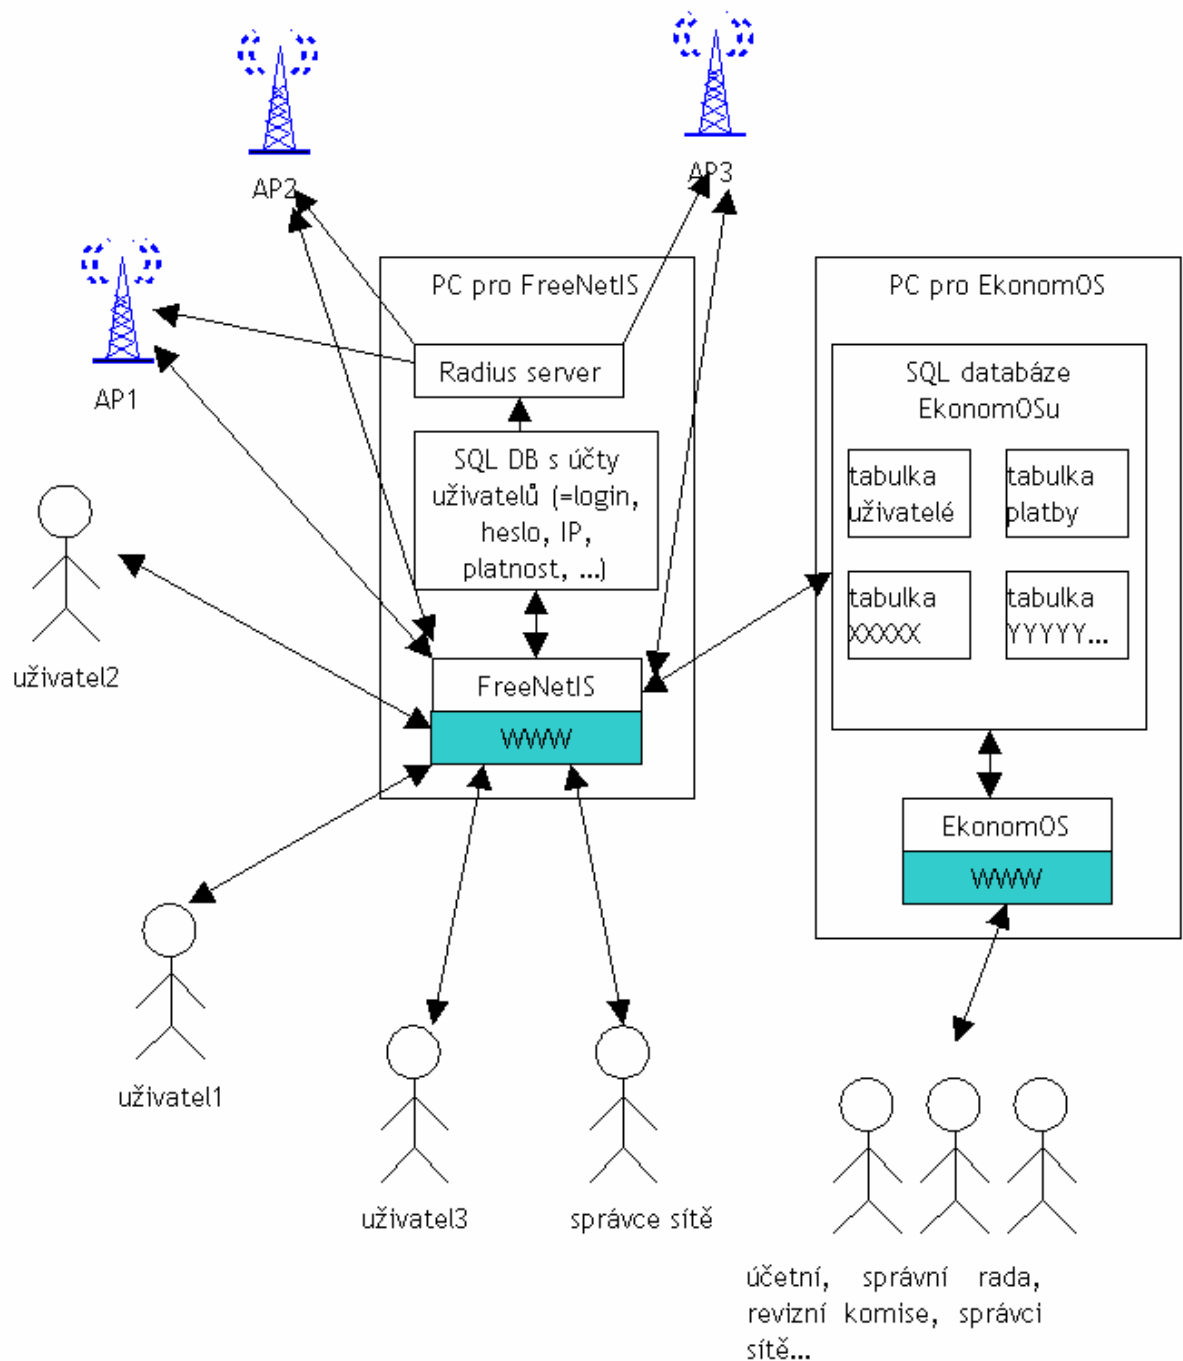 AP2
AP3
AP1
PC pro FreeNetIS
Radius server
SQL DB s účty
uživatelů (=login,
heslo, IP,
platnost, ...)
FreeNetIS
WWW
PC pro EkonomOS
SQL databáze
EkonomOSu
tabulka
uživatelé
tabulka
platby
tabulka
XXXXX
tabulka
YYYYY...
EkonomOS
WWW
uživatel2
uživatel1
uživatel3
správce sítě
účetní, správní rada,
revizní komise, správci
sítě...